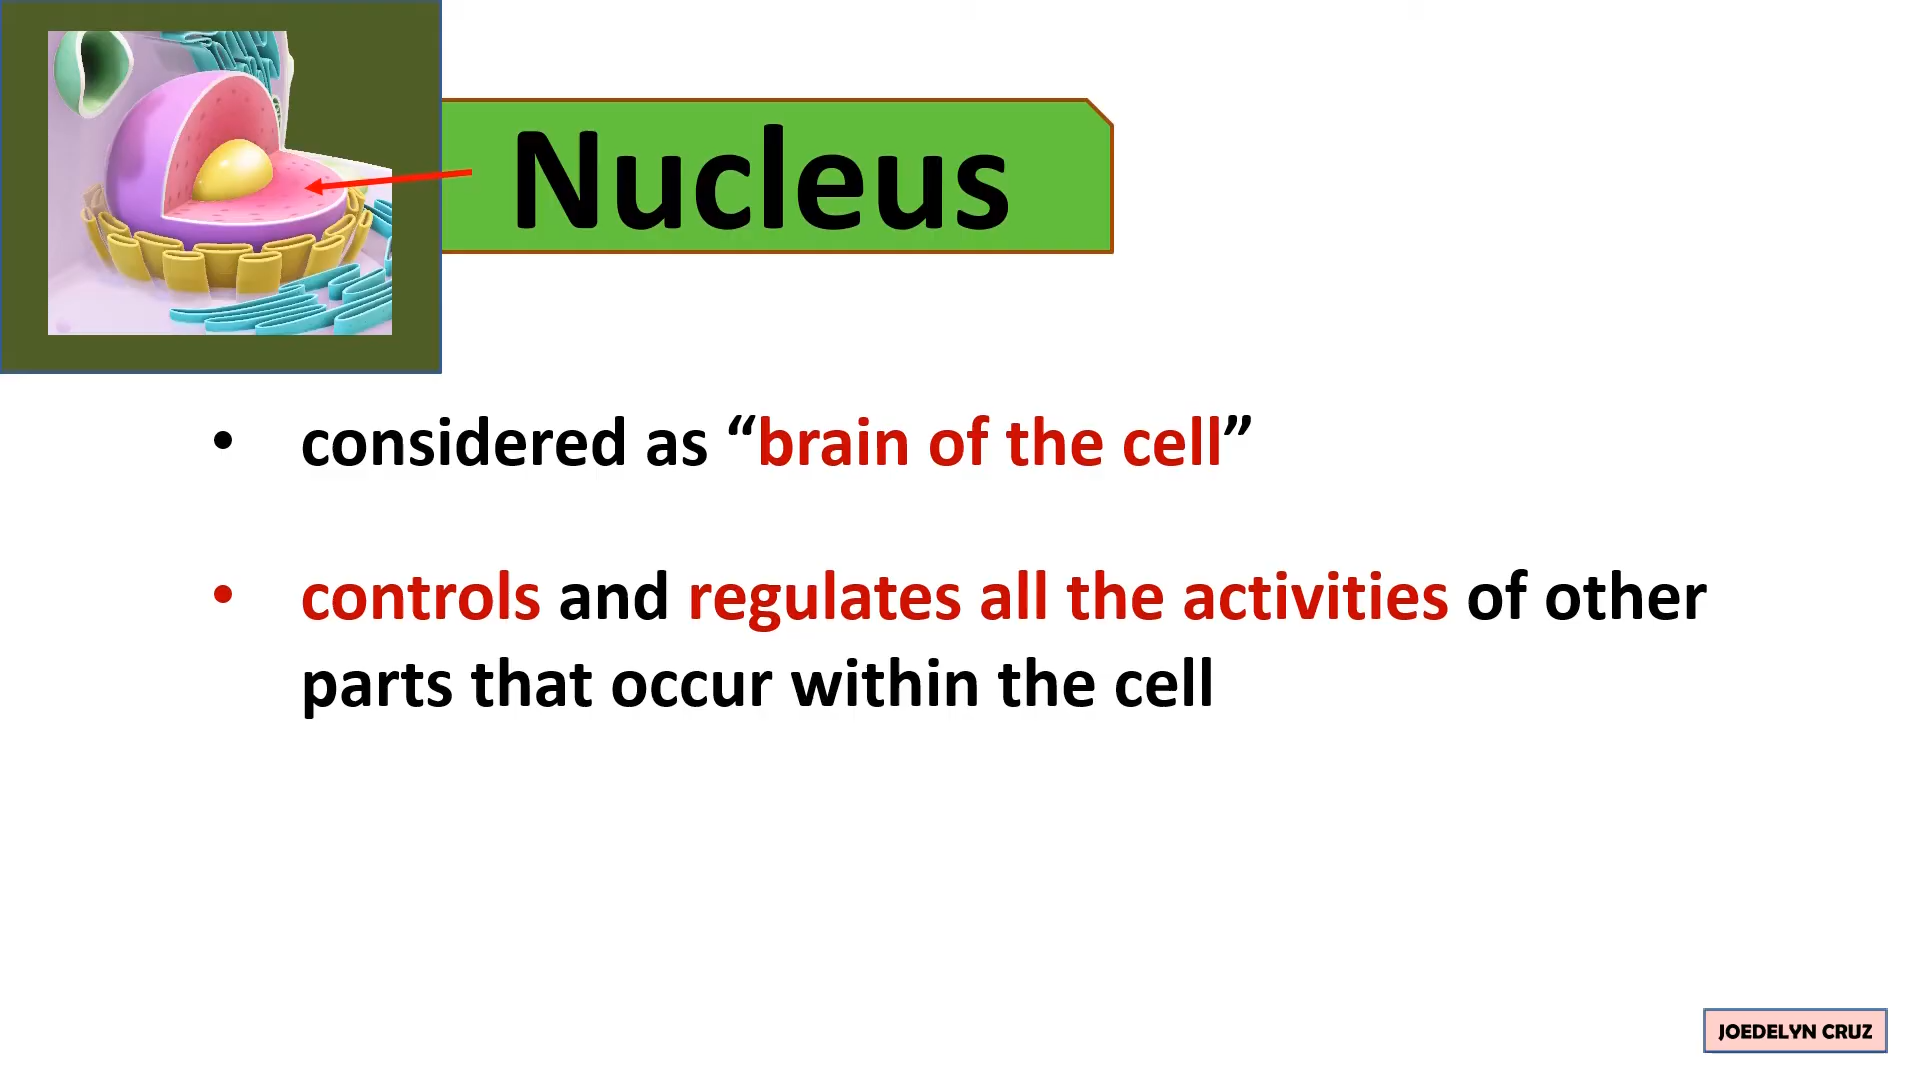 Nucleus
• considered as “brain of the cell”
• controls and regulates all the activities of other
parts that occur within the cell
JOEDELYN CRUZ